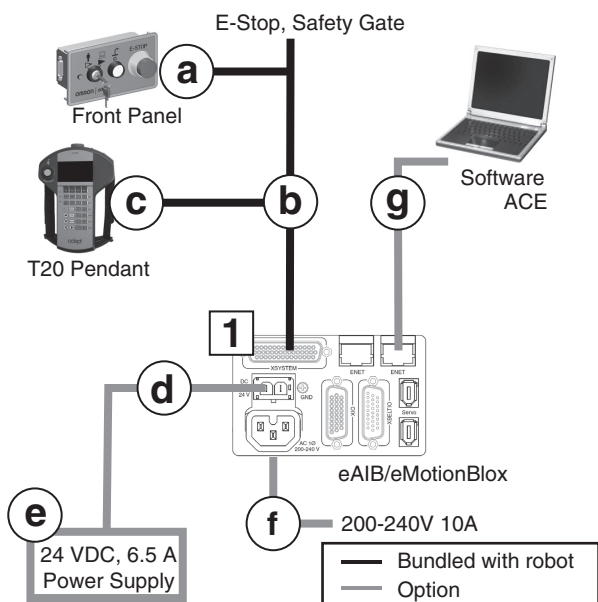 E-Stop, Safety Gate
E-STOP
omron
a
Front Panel
Software
ACE
c
b
g
adept
T20 Pendant
1
XSYSTEM
ENET
ENET
d
DC
24 V
GND
XIO
XBELTIO
Servo
AC 1Ø
200-240 V
eAIB/eMotionBlox
e
f
200-240V 10A
24 VDC, 6.5 A
Power Supply
Bundled with robot
Option